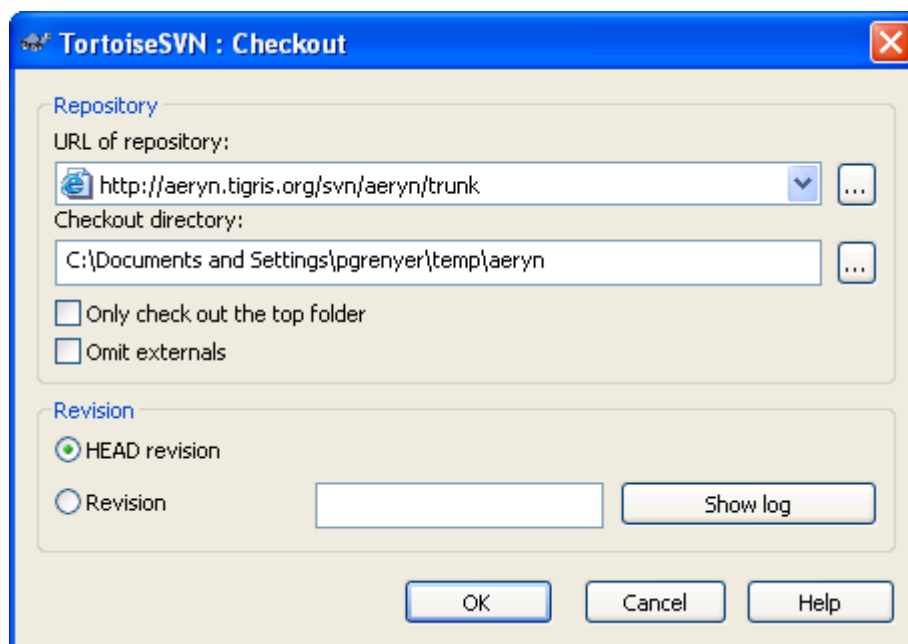 TortoiseSVN : Checkout
Repository
URL of repository:
http://aeryn.tigris.org/svn/aeryn/trunk
...
Checkout directory:
C:\Documents and Settings\pgrenyer\temp\aeryn
...
Only check out the top folder
Omit externals
Revision
HEAD revision
Revision
Show log
OK
Cancel
Help